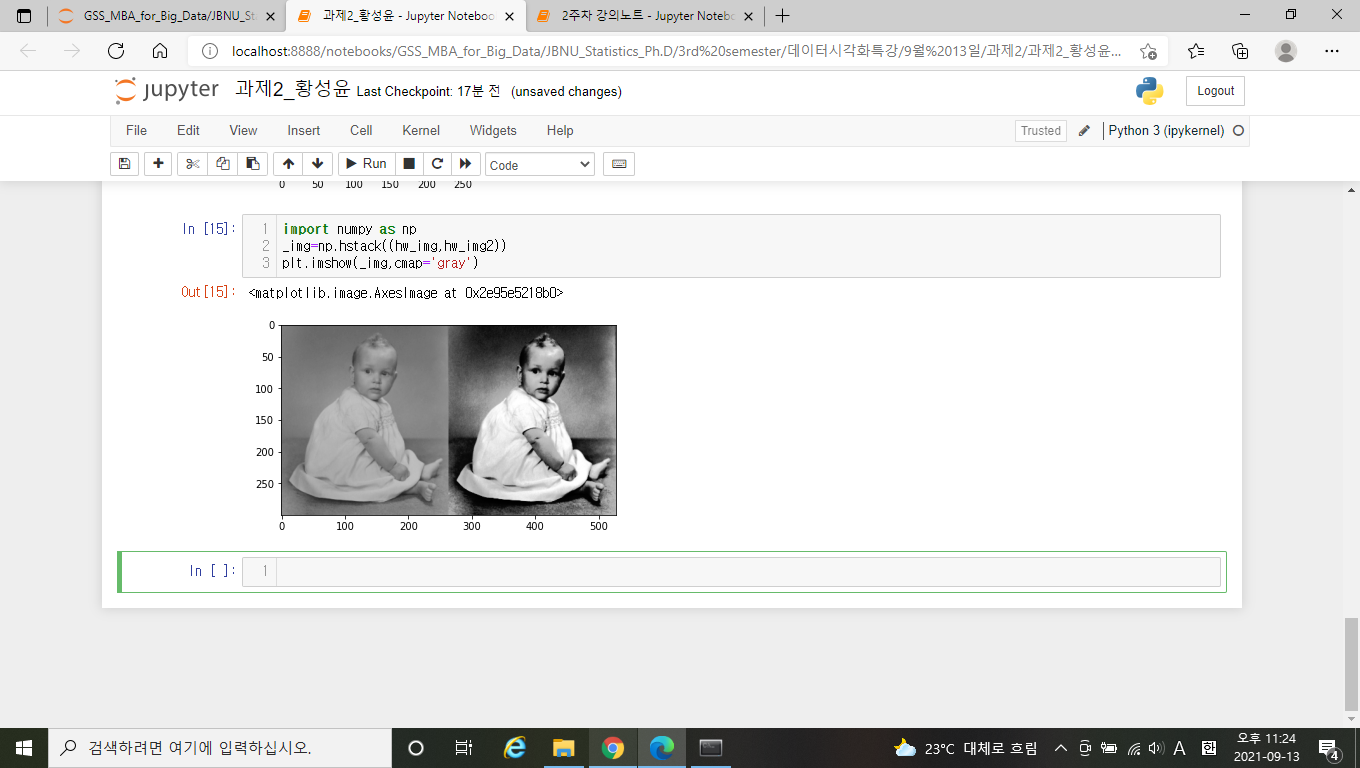 GSS_MBA_for_Big_Data/JBNU_St
과제2_황성윤 - Jupyter Noteboo
2주차 강의노트 - Jupyter Notebo
localhost:8888/notebooks/GSS_MBA_for_Big_Data/JBNU_Statistics_Ph.D/3rd%20semester/데이터시각화특강/9월%2013일/과제2/과제2_황성윤...
jupyter 과제2_황성윤 Last Checkpoint: 17분 전 (unsaved changes)
Logout
File Edit View Insert Cell Kernel Widgets Help
Trusted Python 3 (ipykernel)
Run Code
0 50 100 150 200 250
In [15]:
1 import numpy as np
2 _img=np.hstack((hw_img,hw_img2))
3 plt.imshow(_img,cmap='gray')
Out[15]: <matplotlib.image.AxesImage at 0x2e95e5218b0>
0
50
100
150
200
250
0 100 200 300 400 500
In [ ]: 1
검색하려면 여기에 입력하십시오.
23°C 대체로 흐림
A 한
오후 11:24
2021-09-13
4